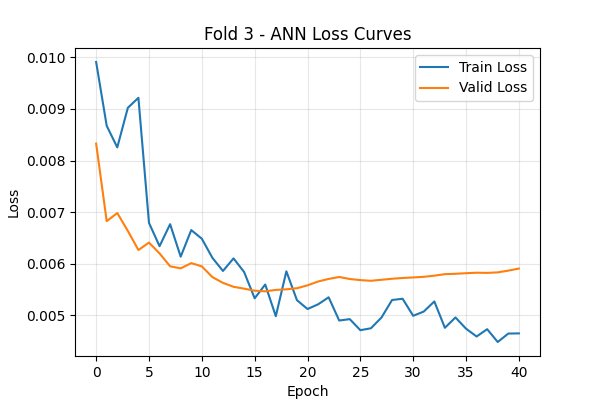 Fold 3 - ANN Loss Curves
Train Loss
Valid Loss
0.010
0.009
0.008
0.007
0.006
0.005
Loss
0 5 10 15 20 25 30 35 40
Epoch